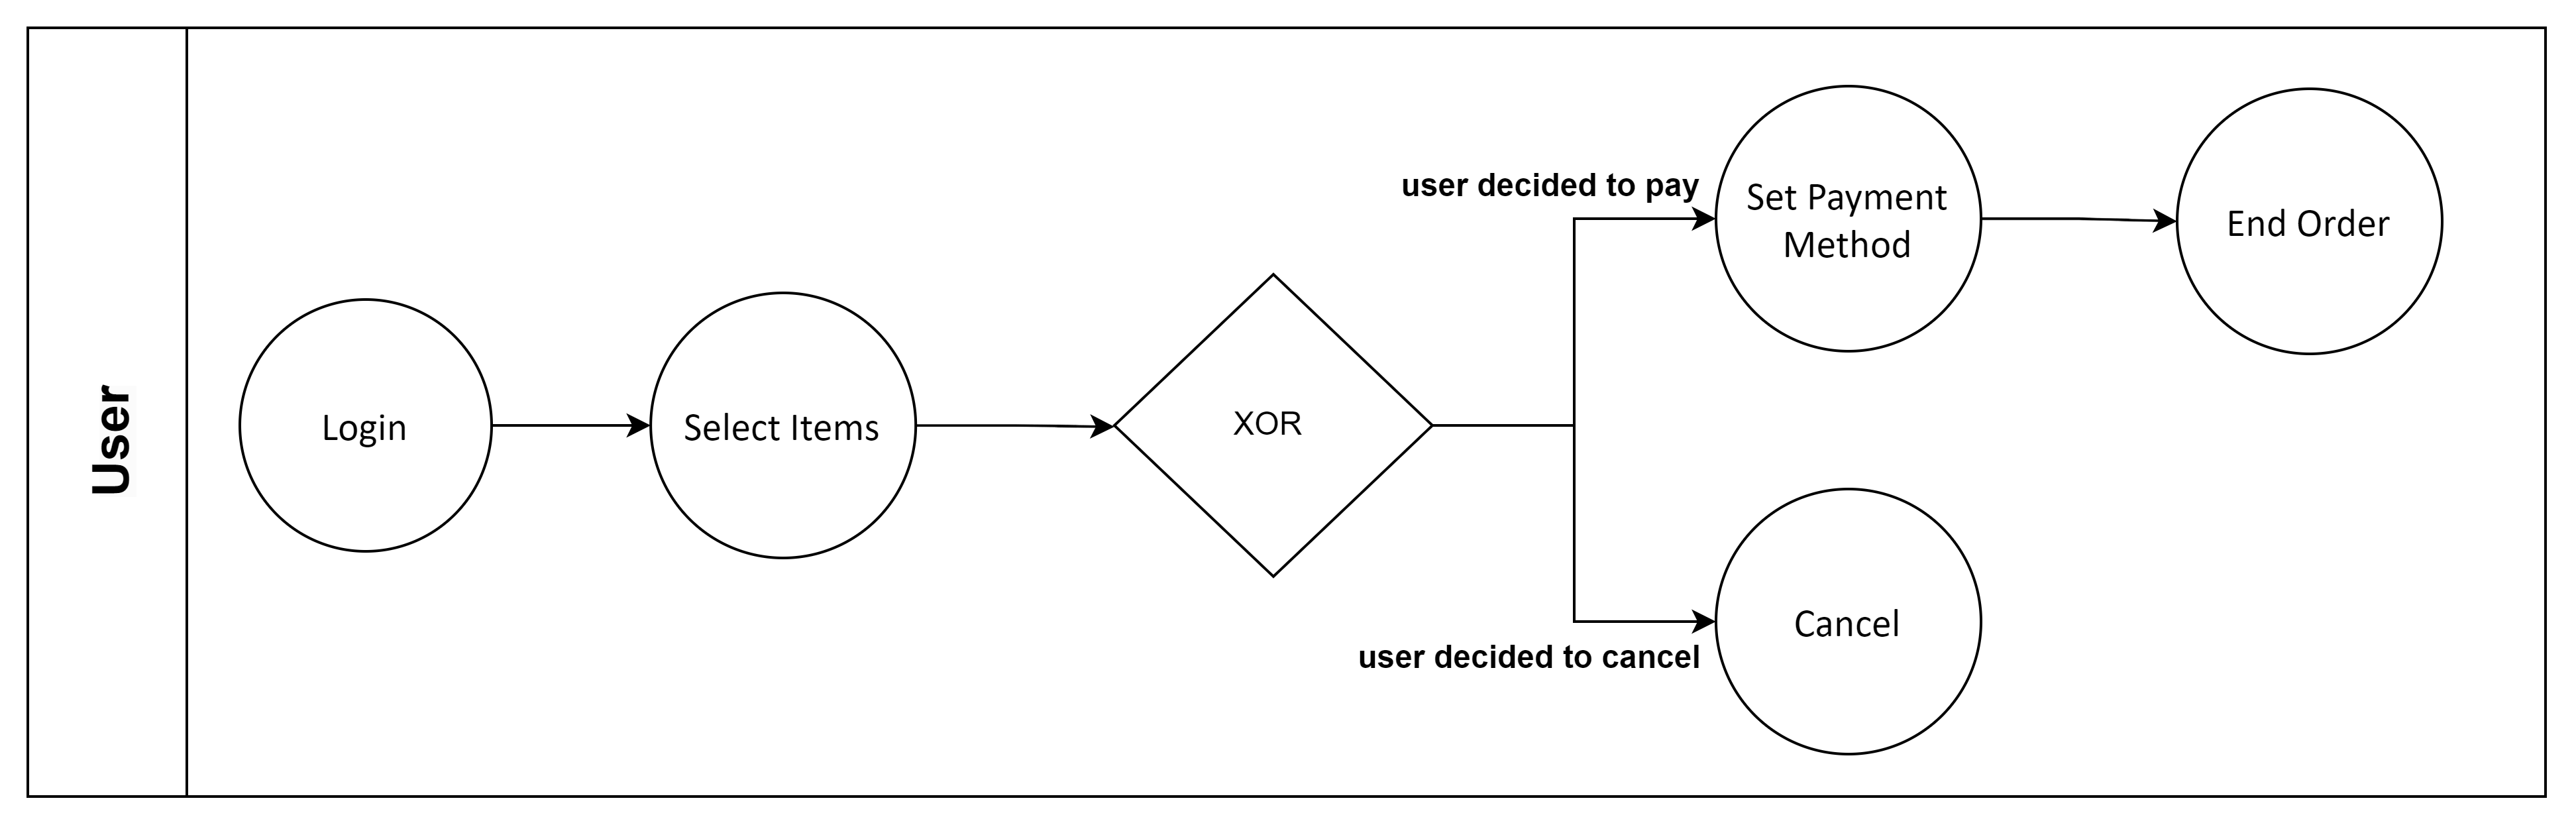 User
Login
Select Items
XOR
user decided to pay
Set Payment
Method
End Order
user decided to cancel
Cancel